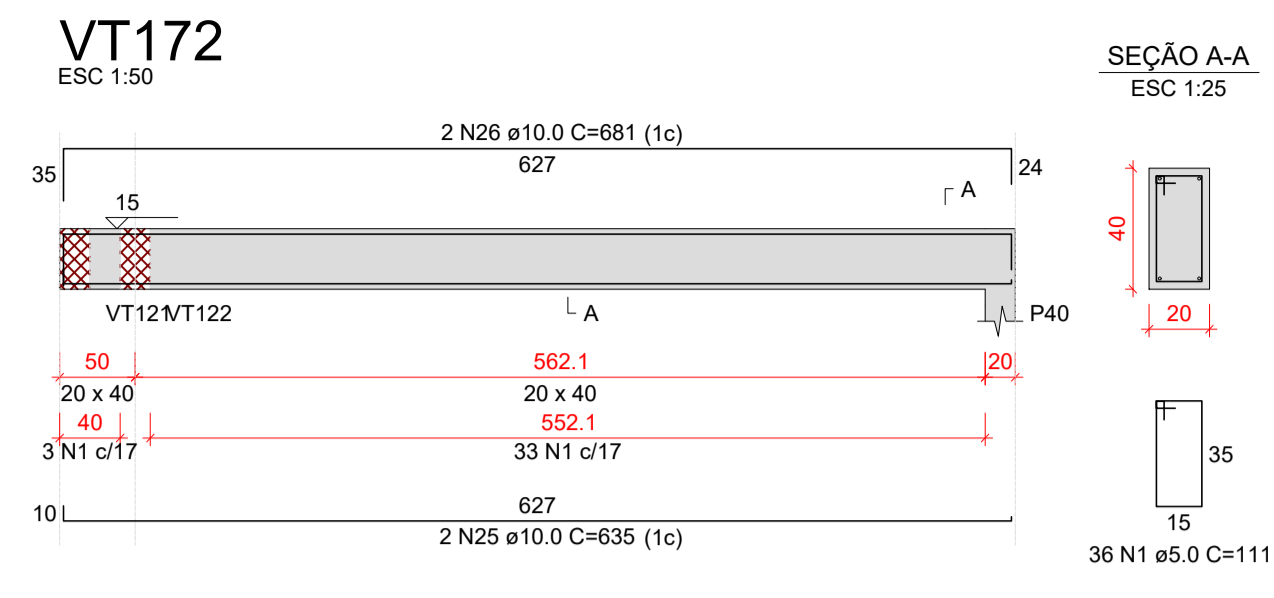 VT172
ESC 1:50
SEÇÃO A-A
ESC 1:25
2 N26 ø10.0 C=681 (1c)
35
627
24
A
15
40
VT121
VT122
A
P40
20
50
562.1
20
20 x 40
20 x 40
40
552.1
3 N1 c/17
33 N1 c/17
35
10
627
15
2 N25 ø10.0 C=635 (1c)
36 N1 ø5.0 C=111